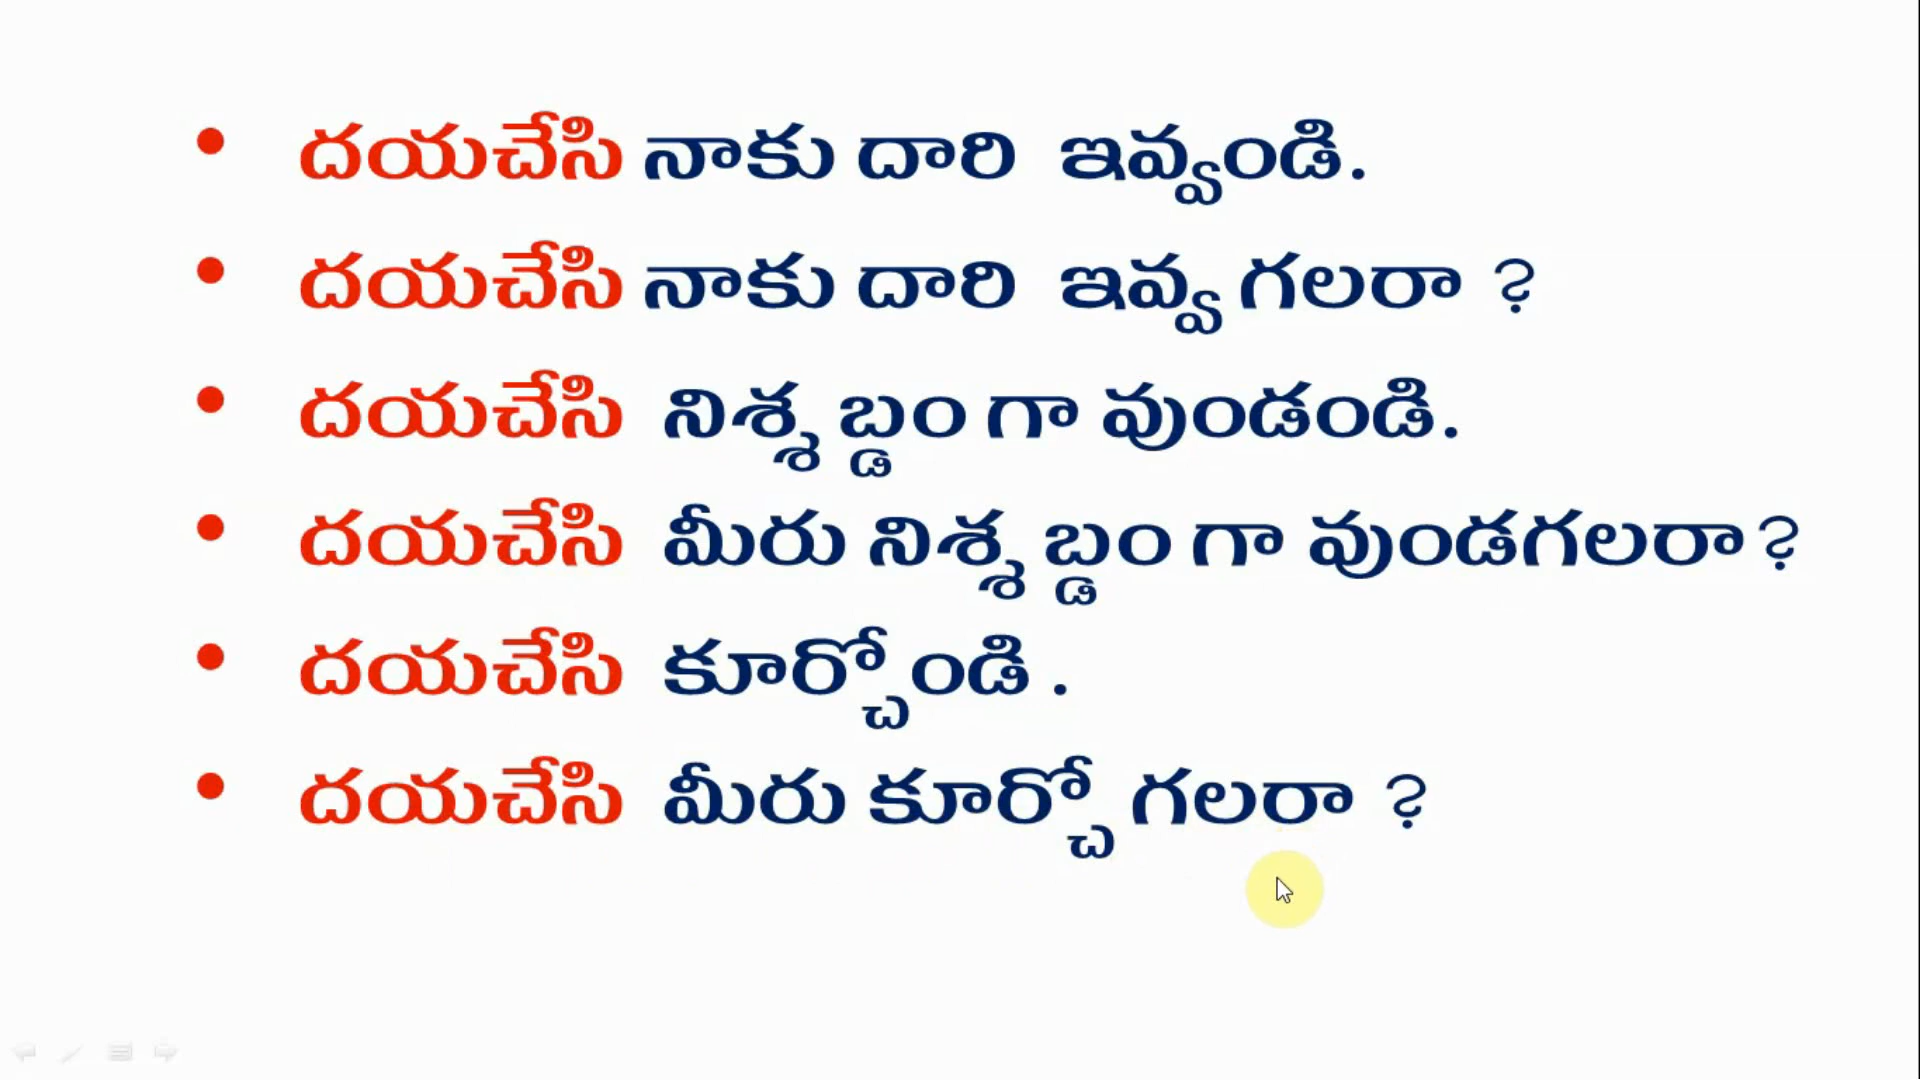 • దయచేసి నాకు దారి ఇవ్వండి.
• దయచేసి నాకు దారి ఇవ్వ గలరా ?
• దయచేసి నిశ్శ బ్డం గా వుండండి.
• దయచేసి మీరు నిశ్శ బ్డం గా వుండగలరా?
• దయచేసి కూర్చోండి .
• దయచేసి మీరు కూర్చో గలరా ?